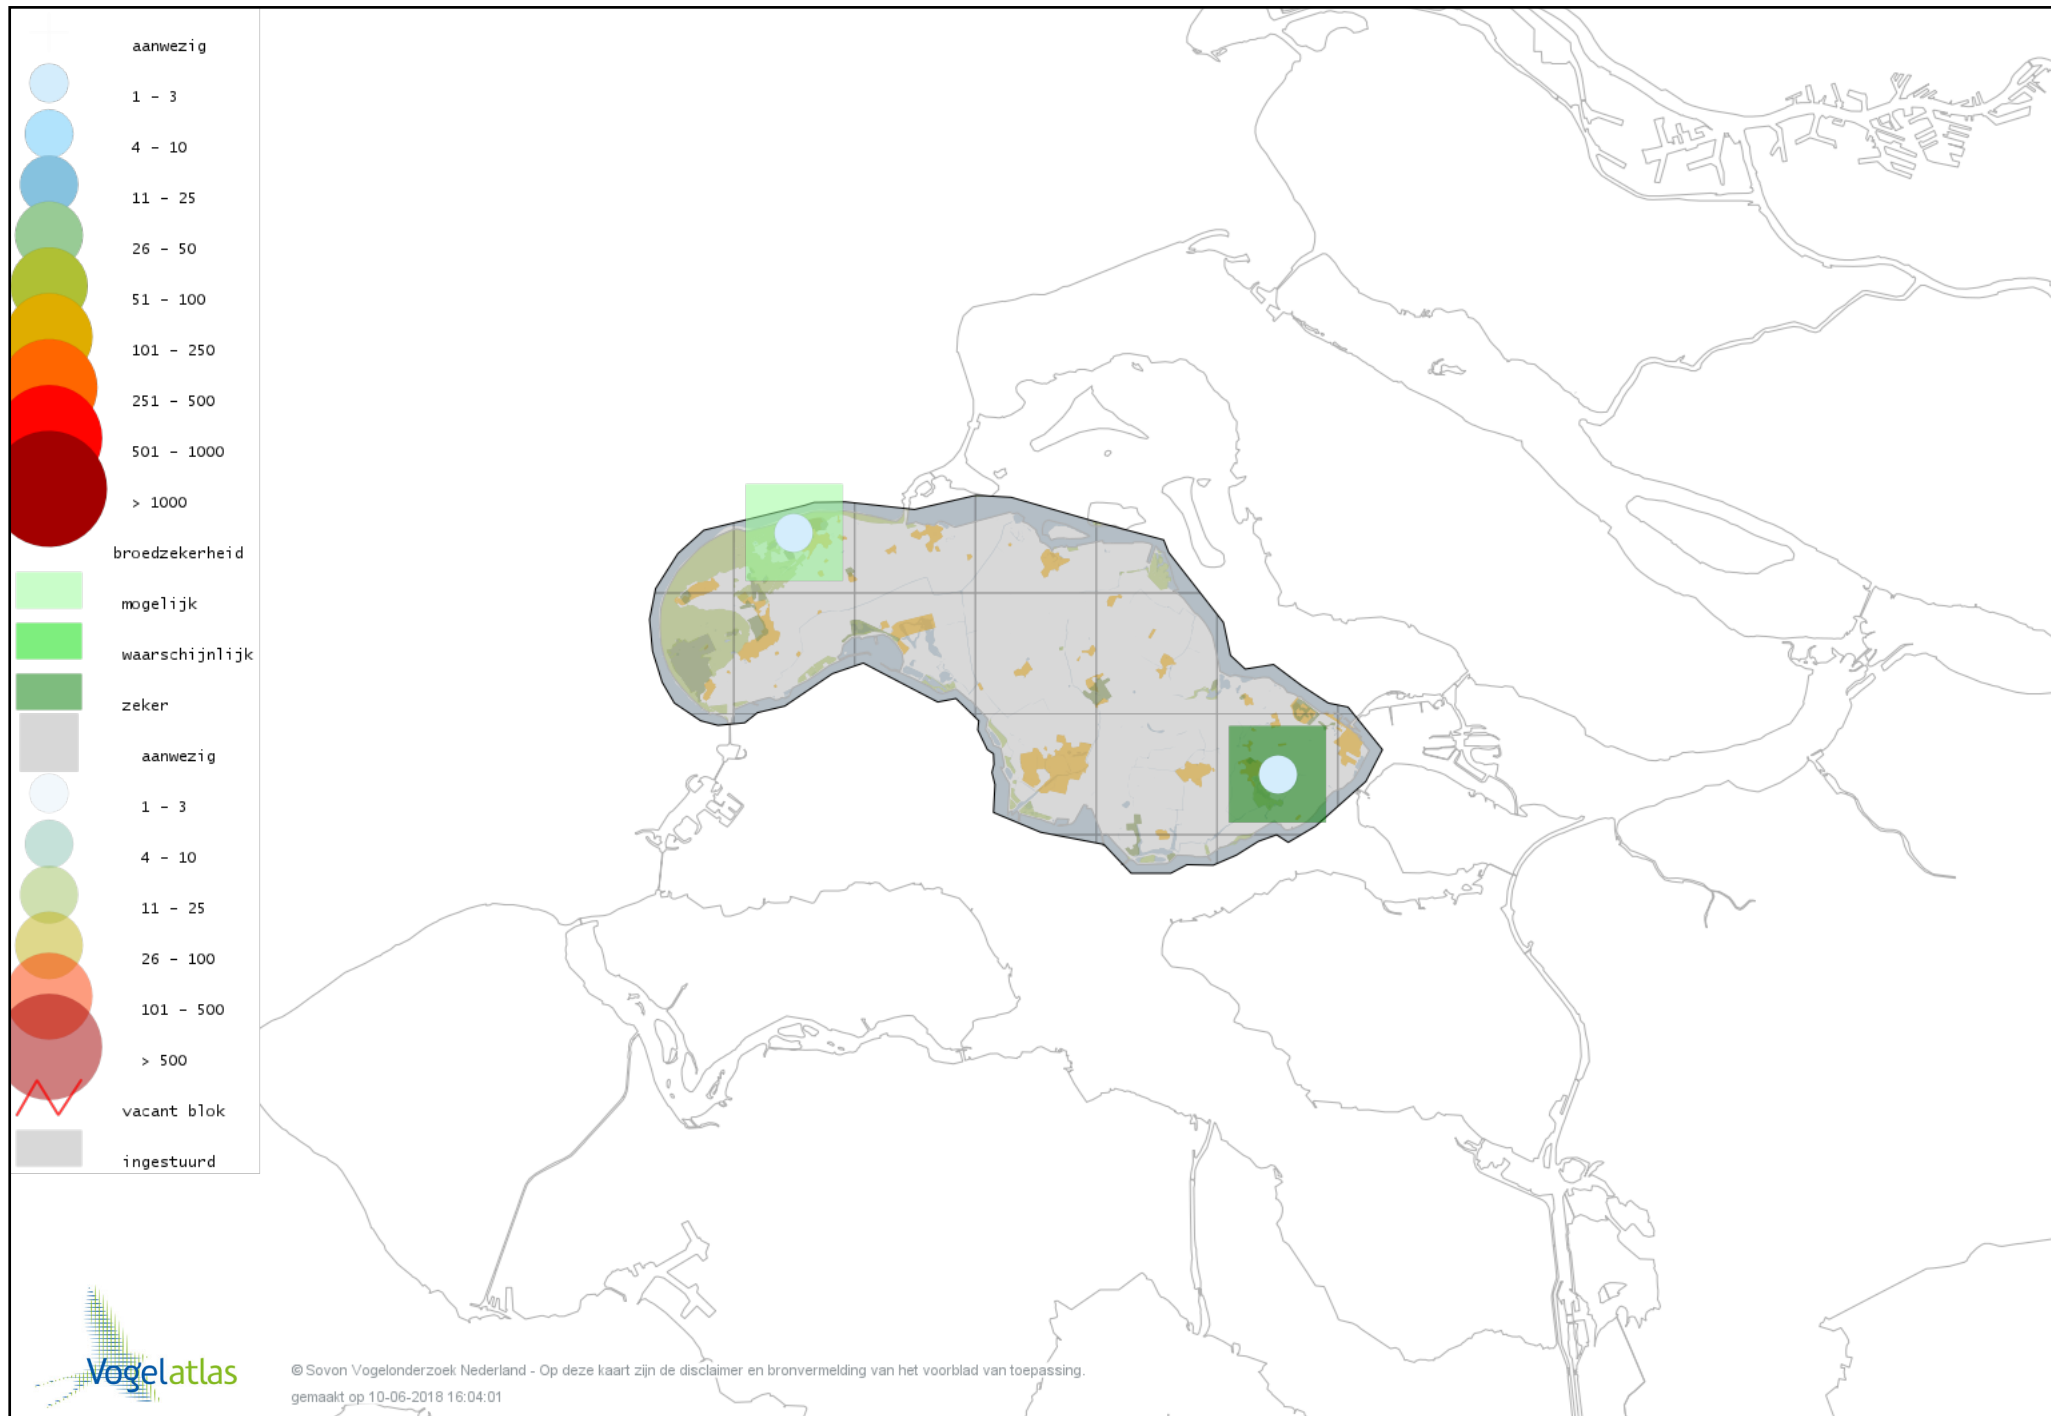 aanwezig
1 - 3
4 - 10
11 - 25
26 - 50
51 - 100
101 - 250
251 - 500
501 - 1000
> 1000
broedzekerheid
mogelijk
waarschijnlijk
zeker
aanwezig
1 - 3
4 - 10
11 - 25
26 - 100
101 - 500
> 500
vacant blok
ingestuurd
Vogelatlas
© Sovon Vogelonderzoek Nederland - Op deze kaart zijn de disclaimer en bronvermelding van het voorblad van toepassing.
gemaakt op 10-06-2018 16:04:01